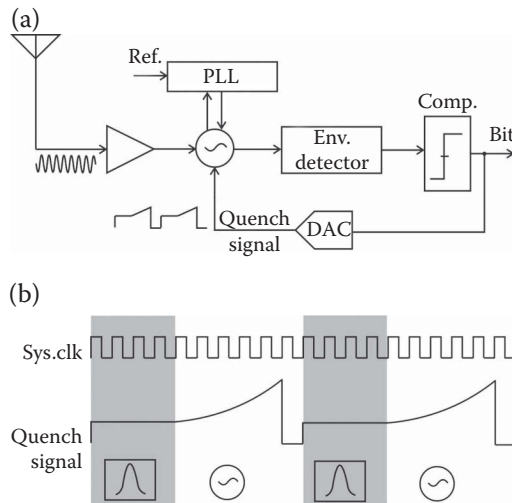 (a)
Ref.
PLL
Comp.
Env.
detector
Bit
Quench
signal
DAC
(b)
Sys.clk
Quench
signal